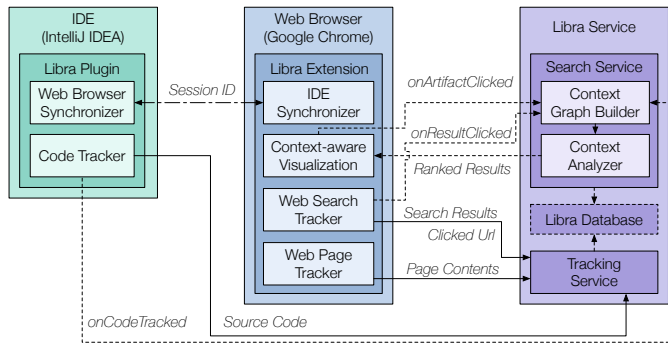 IDE
(IntelliJ IDEA)
Libra Plugin
Web Browser
Synchronizer
Code Tracker
Session ID
Web Browser
(Google Chrome)
Libra Extension
IDE
Synchronizer
Context-aware
Visualization
Web Search
Tracker
Web Page
Tracker
onArtifactClicked
onResultClicked
Ranked Results
Search Results
Clicked Url
Page Contents
Libra Service
Search Service
Context
Graph Builder
Context
Analyzer
Libra Database
Tracking
Service
onCodeTracked
Source Code